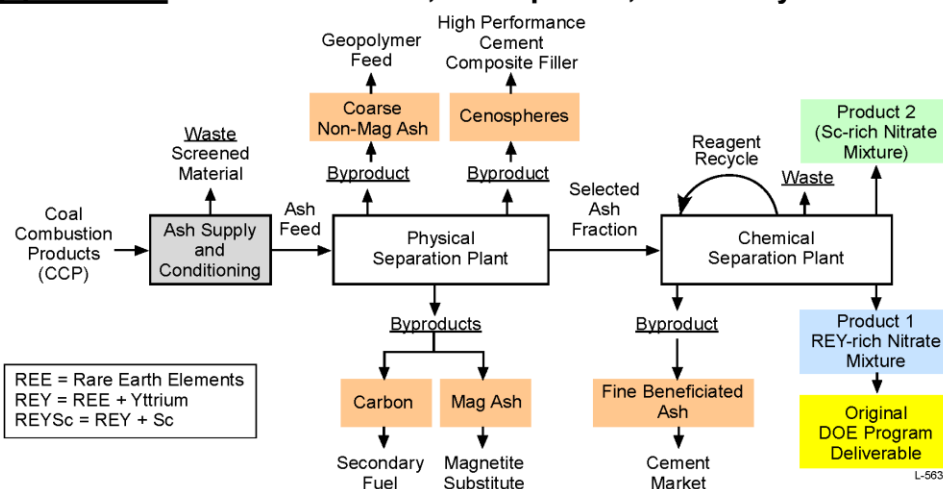 High Performance
Cement
Composite Filler
Geopolymer
Feed
Coarse
Non-Mag Ash
Cenospheres
Product 2
(Sc-rich Nitrate
Mixture)
Waste
Screened
Material
Byproduct
Byproduct
Reagent
Recycle
Waste
Coal
Combustion
Products
(CCP)
Ash Supply
and
Conditioning
Ash
Feed
Physical
Separation Plant
Selected
Ash
Fraction
Chemical
Separation Plant
Byproducts
Byproduct
Product 1
REY-rich Nitrate
Mixture
REE = Rare Earth Elements
REY = REE + Yttrium
REYSc = REY + Sc
Carbon
Mag Ash
Fine Beneficiated
Ash
Original
DOE Program
Deliverable
Secondary
Fuel
Magnetite
Substitute
Cement
Market
L-563